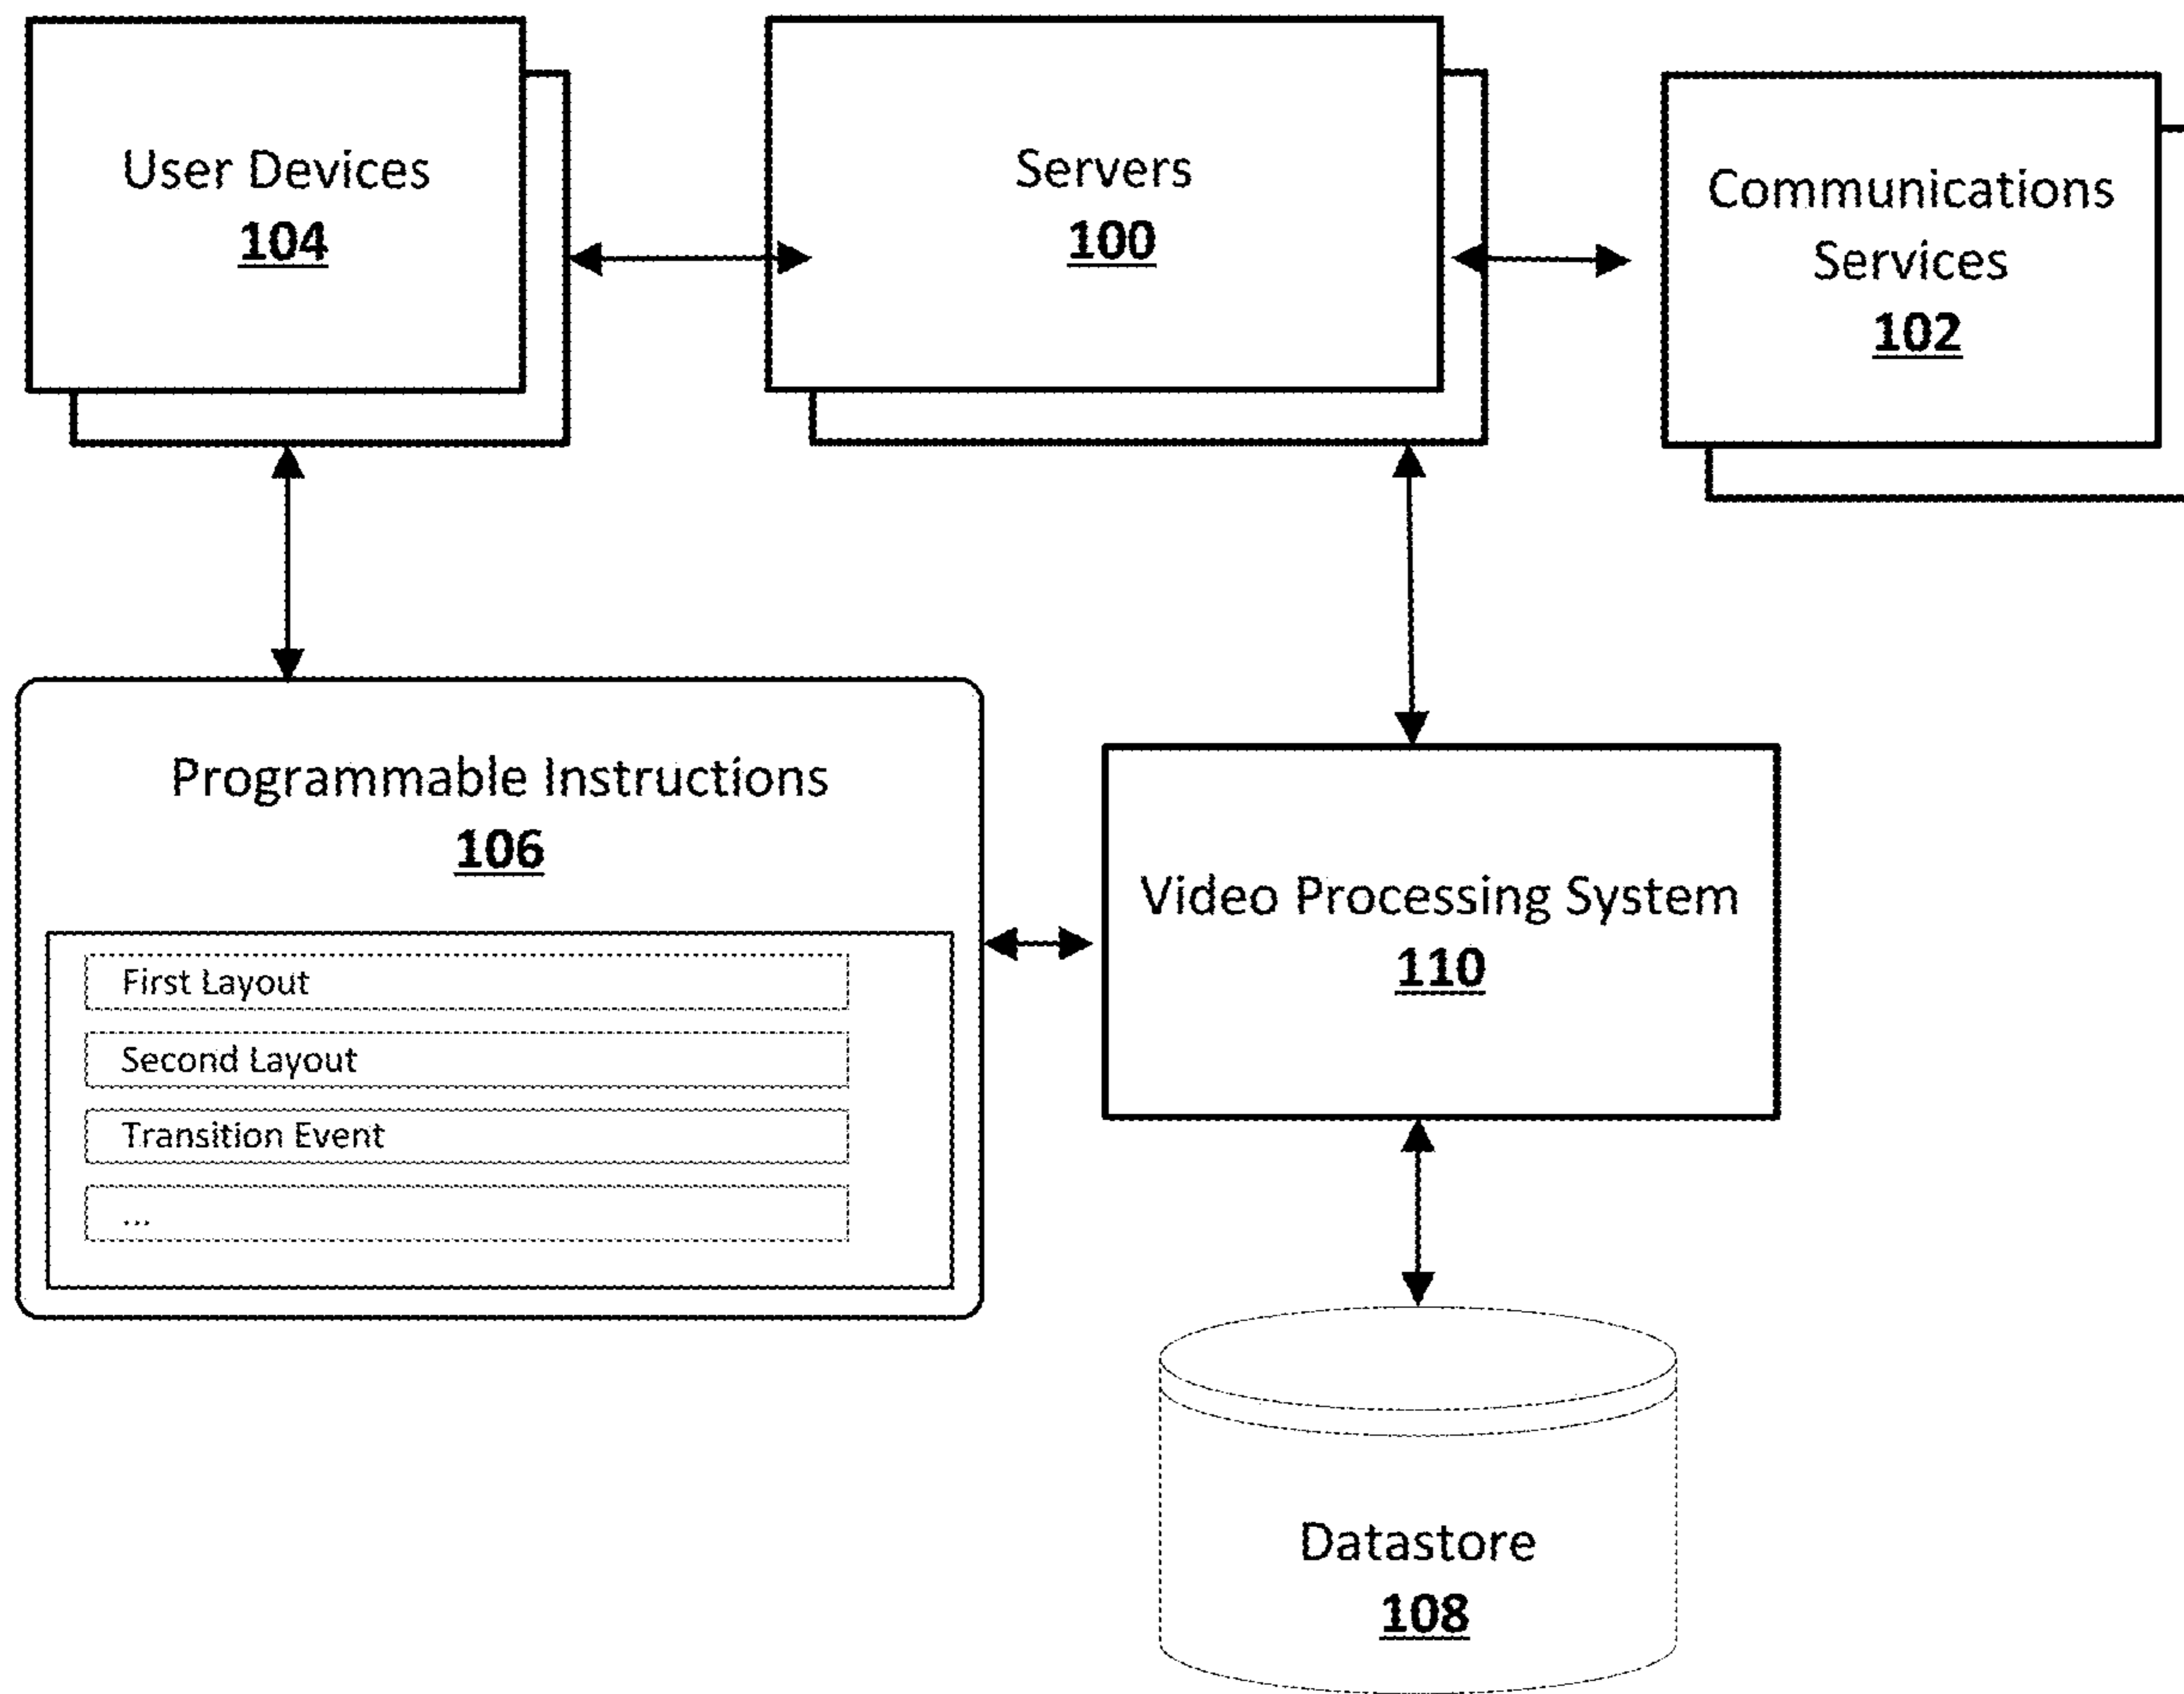 User Devices
104
Servers
100
Communications
Services
102
Programmable Instructions
106
First Layout
Second Layout
Transition Event
...
Video Processing System
110
Datastore
108